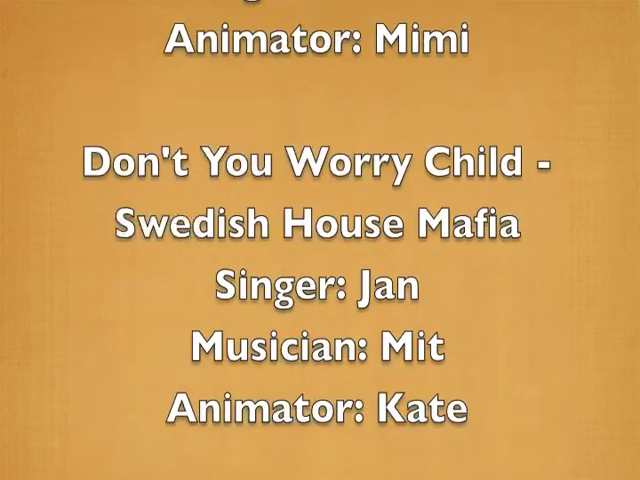 Animator: Mimi
Don't You Worry Child -
Swedish House Mafia
Singer: Jan
Musician: Mit
Animator: Kate